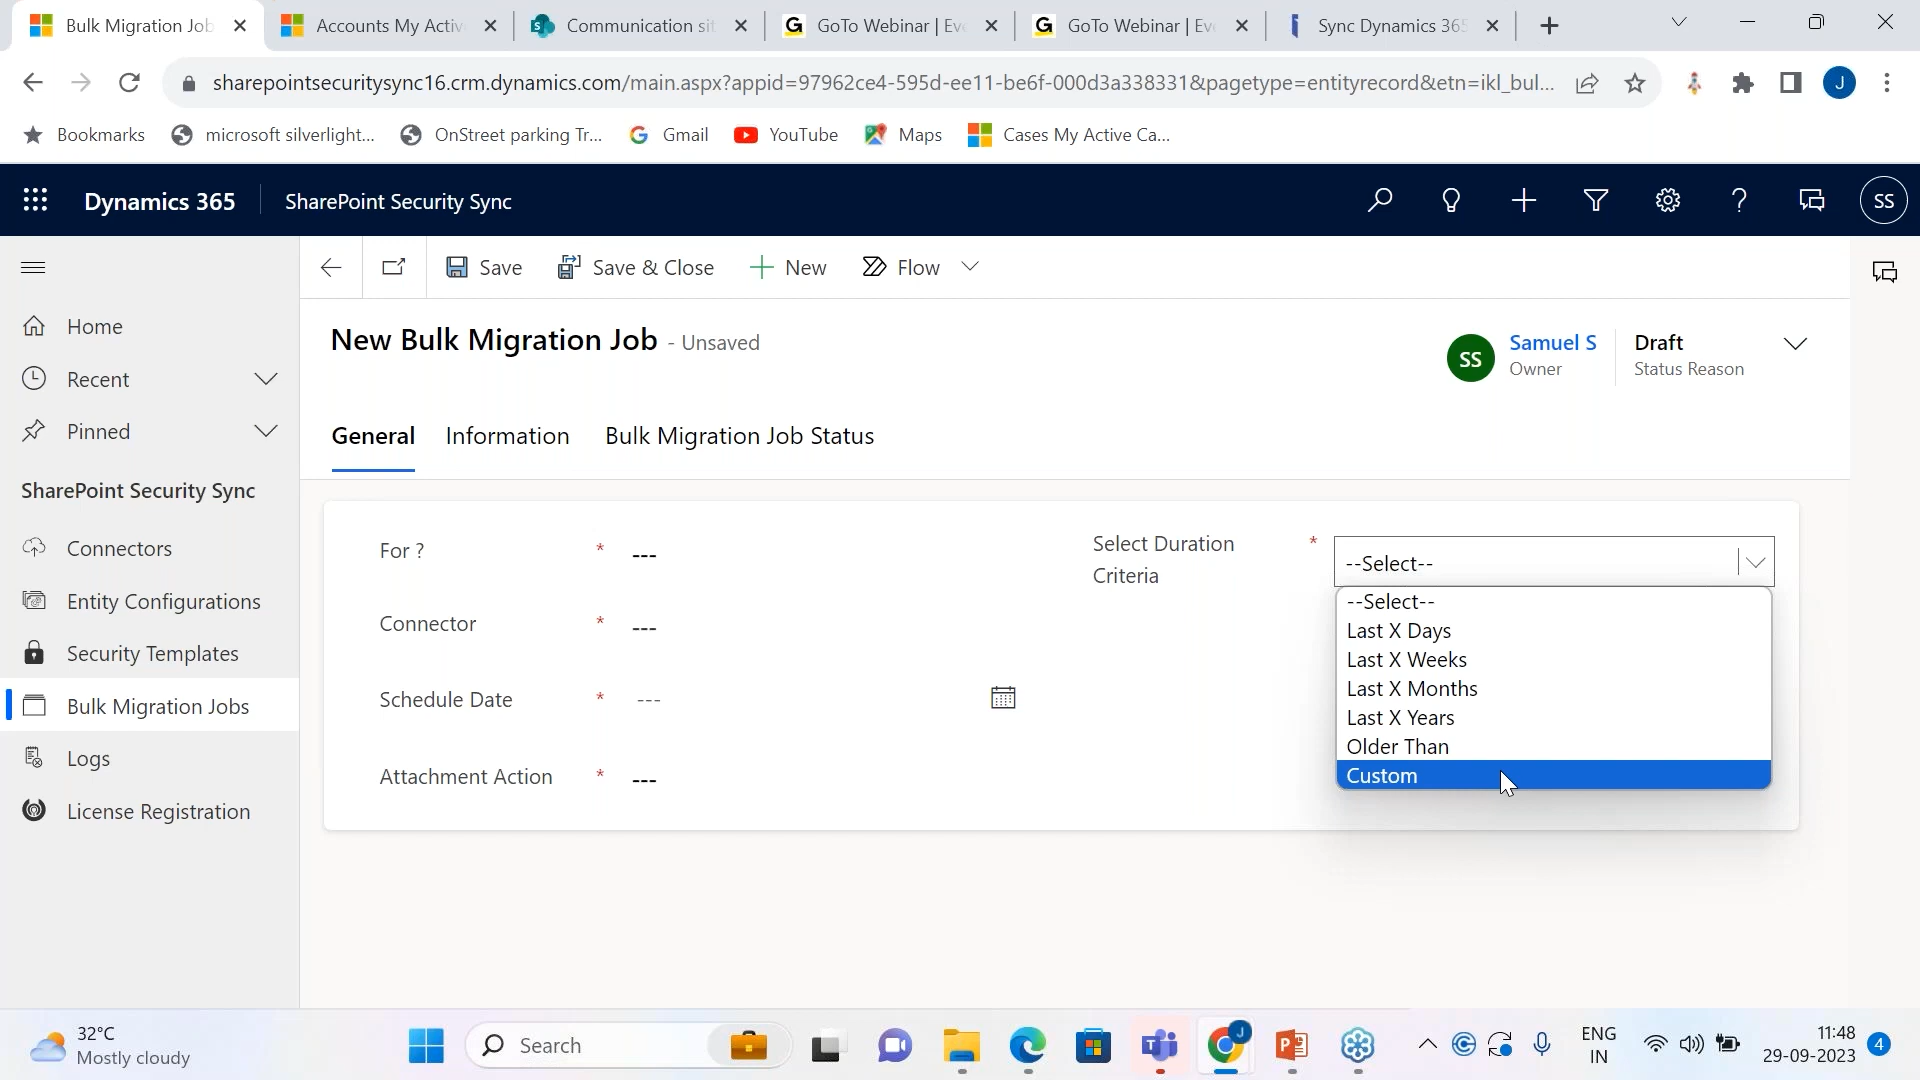 Bulk Migration Job
Accounts My Activ
Communication sit
GoTo Webinar | Eve
GoTo Webinar | Eve
Sync Dynamics 365
sharepointsecuritysync16.crm.dynamics.com/main.aspx?appid=97962ce4-595d-ee11-be6f-000d3a338331&pagetype=entityrecord&etn=ikl_bul...
J
Bookmarks
microsoft silverlight...
OnStreet parking Tr...
Gmail
YouTube
Maps
Cases My Active Ca...
Dynamics 365
SharePoint Security Sync
SS
Save
Save & Close
New
Flow
Home
Recent
Pinned
SharePoint Security Sync
Connectors
Entity Configurations
Security Templates
Bulk Migration Jobs
Logs
License Registration
New Bulk Migration Job - Unsaved
SS
Samuel S
Owner
Draft
Status Reason
General
Information
Bulk Migration Job Status
For ? * ---
Connector * ---
Schedule Date * ---
Attachment Action * ---
Select Duration *
Criteria
--Select--
--Select--
Last X Days
Last X Weeks
Last X Months
Last X Years
Older Than
Custom
32°C
Mostly cloudy
Search
J
ENG
IN
11:48
29-09-2023
4